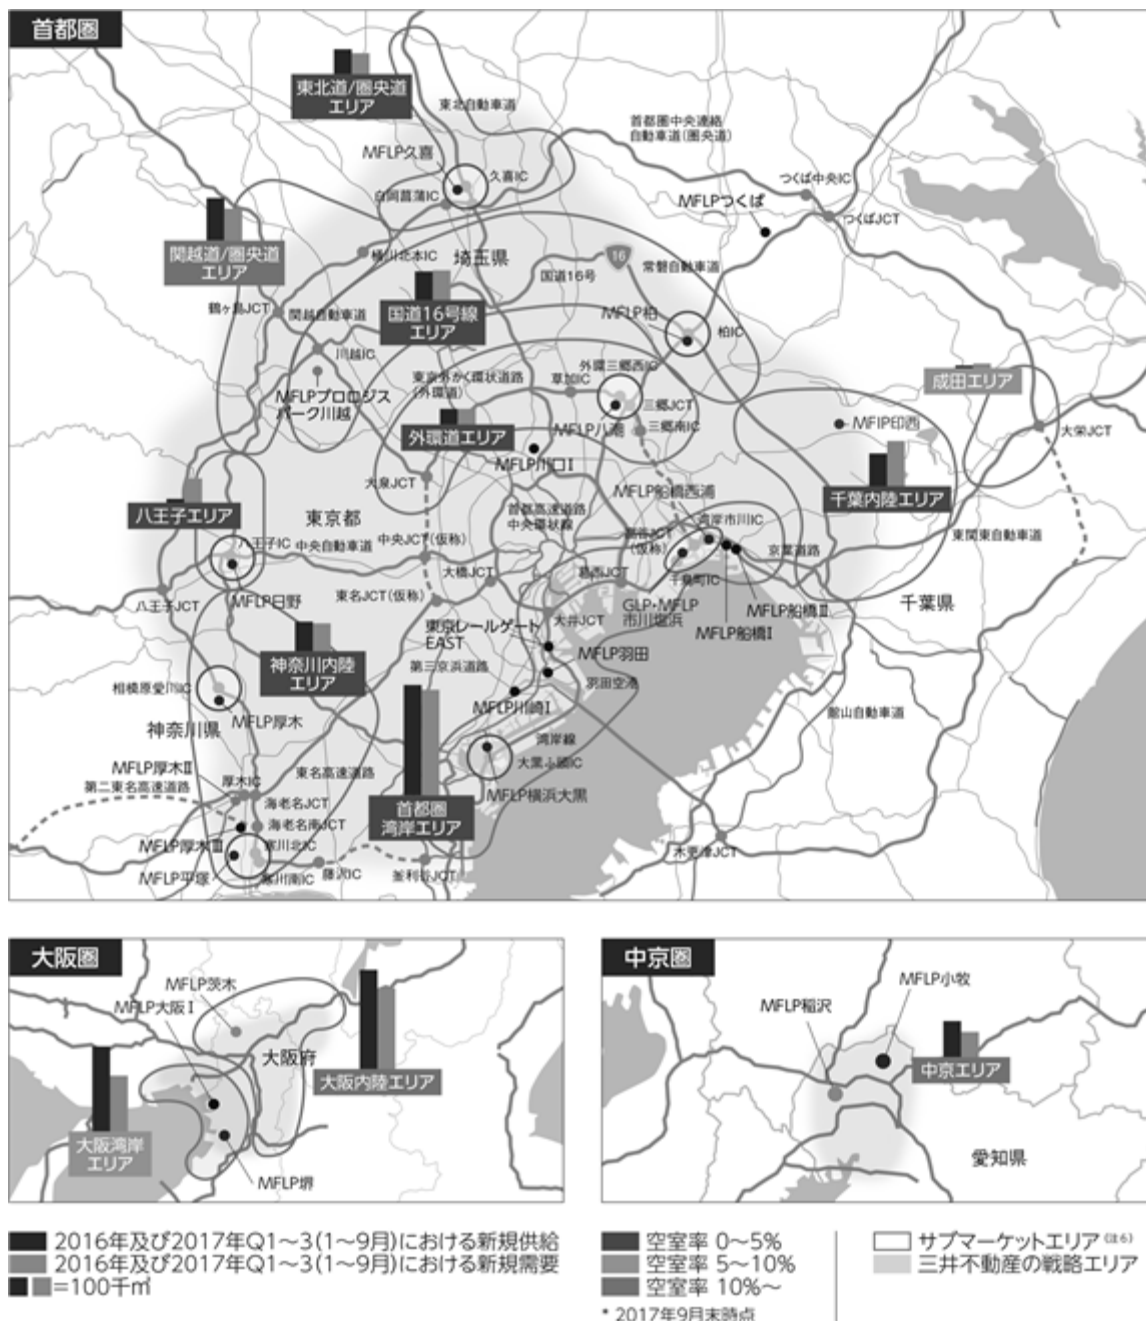 首都圏
東北道/圏央道
エリア
東北自動車道
首都圏中央連絡
自動車道(圏央道)
MFLP久喜
久喜IC
白岡菖蒲IC
つくば中央IC
MFLPつくば
つくばJCT
関越道/圏央道
エリア
桶川北本IC
埼玉県
16
国道16号
常磐自動車道
鶴ヶ島JCT
関越自動車道
国道16号線
エリア
MFLP柏
柏IC
川越IC
外環三郷西IC
東京外かく環状道路
(外環道)
草加IC
成田エリア
MFLPプロロジス
パーク川越
三郷JCT
三郷南IC
MFLP八潮
外環道エリア
MFIP印西
大栄JCT
MFLP川口Ⅰ
大泉JCT
千葉内陸エリア
八王子エリア
東京都
首都高速道路
中央環状線
MFLP船橋西浦
湾岸市川IC
東関東自動車道
八王子IC
中央自動車道
中央JCT(仮称)
(仮称)
京葉道路
大橋JCT
葛西JCT
千鳥町IC
八王子JCT
MFLP日野
東名JCT(仮称)
GLP・MFLP
市川塩浜
MFLP船橋Ⅱ
千葉県
大井JCT
東京レールゲート
EAST
MFLP船橋Ⅰ
神奈川内陸
エリア
MFLP羽田
第三京浜道路
羽田空港
相模原愛川IC
MFLP厚木
MFLP川崎Ⅰ
館山自動車道
神奈川県
湾岸線
MFLP厚木Ⅱ
東名高速道路
第二東名高速道路
厚木IC
MFLP横浜大黒
海老名JCT
首都圏
湾岸エリア
海老名南JCT
MFLP厚木Ⅲ
寒川北IC
木更津JCT
MFLP平塚
寒川南IC
藤沢IC
釜利谷JCT
大阪圏
MFLP茨木
MFLP大阪Ⅰ
大阪府
大阪内陸エリア
大阪湾岸
エリア
MFLP堺
中京圏
MFLP小牧
MFLP稲沢
中京エリア
愛知県
2016年及び2017年Q1～3(1～9月)における新規供給
2016年及び2017年Q1～3(1～9月)における新規需要
=100千㎡
空室率 0～5%
空室率 5～10%
空室率 10%～
* 2017年9月末時点
サブマーケットエリア(注6)
三井不動産の戦略エリア